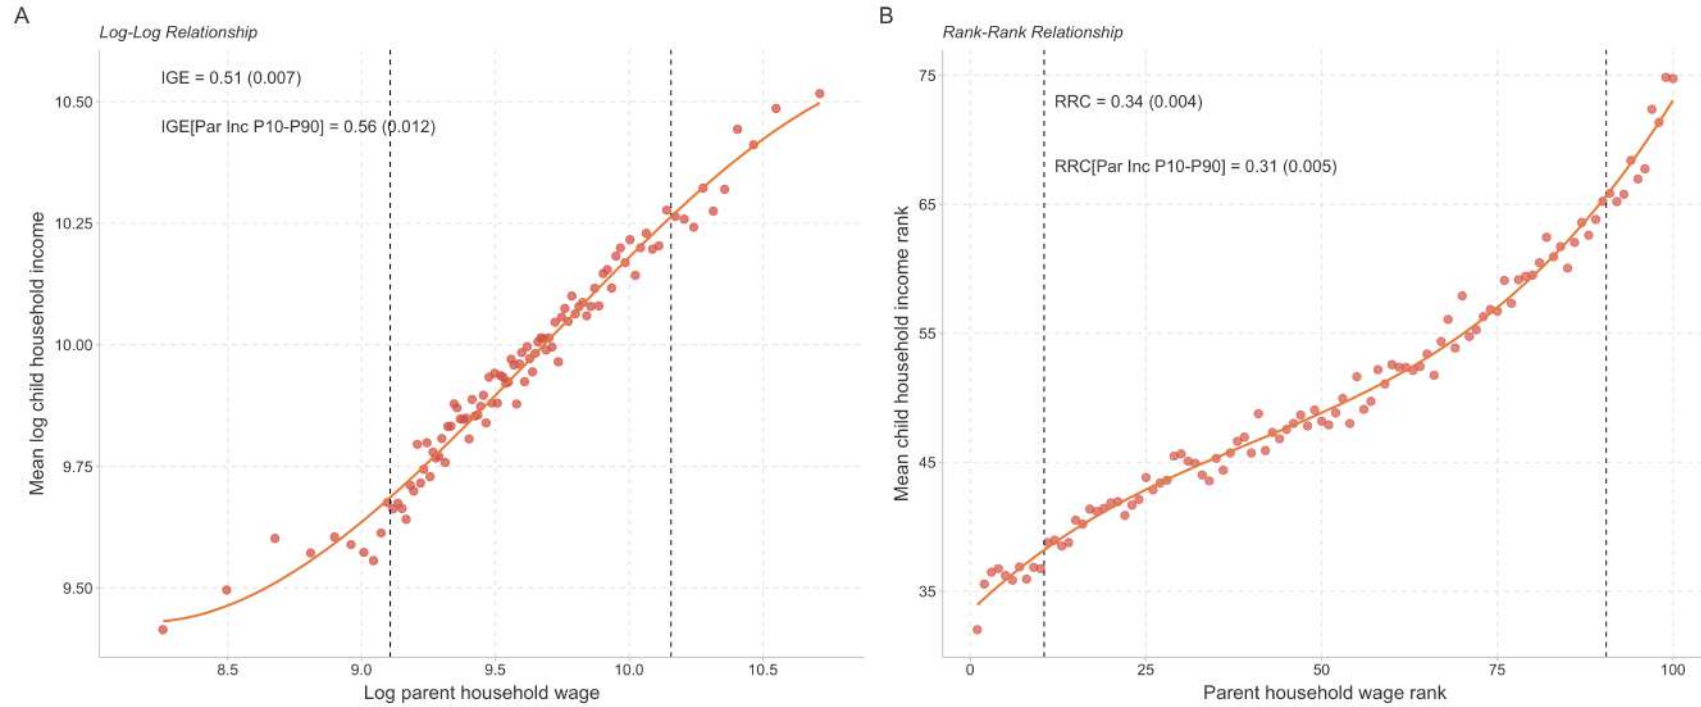 A
Log-Log Relationship
IGE = 0.51 (0.007)
IGE[Par Inc P10-P90] = 0.56 (0.012)
Mean log child household income
10.50
10.25
10.00
9.75
9.50
8.5 9.0 9.5 10.0 10.5
Log parent household wage
B
Rank-Rank Relationship
RRC = 0.34 (0.004)
RRC[Par Inc P10-P90] = 0.31 (0.005)
Mean child household income rank
75
65
55
45
35
0 25 50 75 100
Parent household wage rank